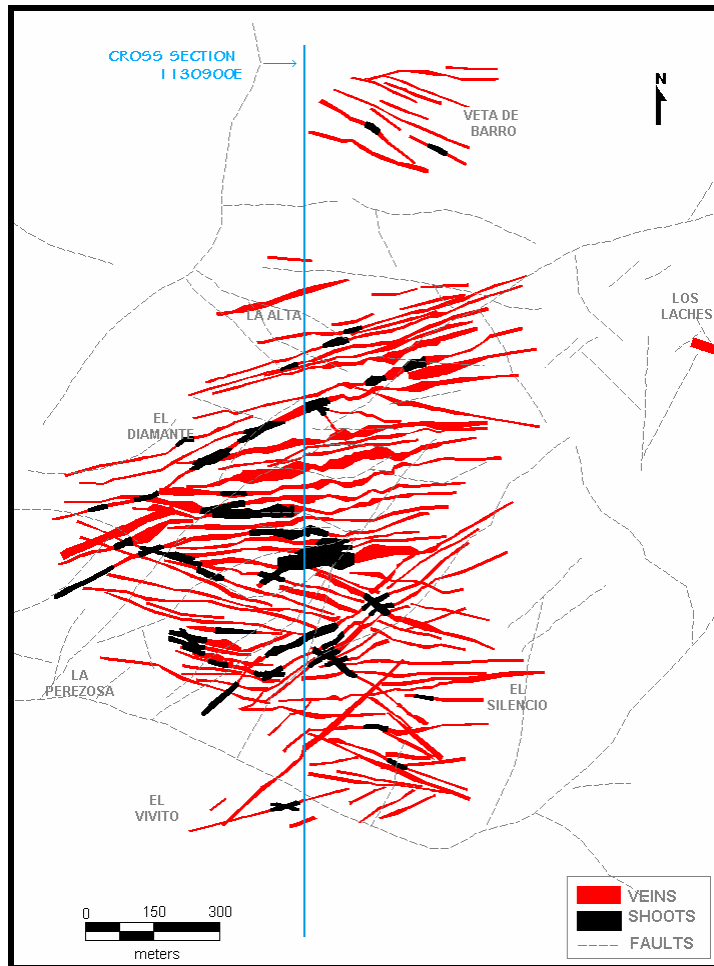 CROSS SECTION
1130900E
N
VETA DE
BARRO
LA ALTA
LOS
LACHES
EL
DIAMANTE
LA
PEREZOSA
EL
SILENCIO
EL
VIVITO
0 150 300
meters
VEINS
SHOOTS
FAULTS